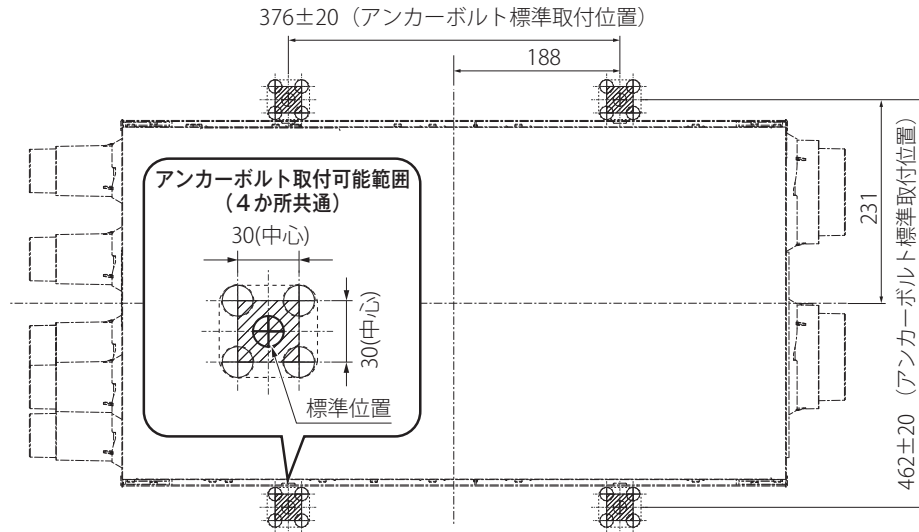 376±20（アンカーボルト標準取付位置）
188
アンカーボルト取付可能範囲
（４か所共通）
30(中心)
30(中心)
標準位置
231
462±20 （アンカーボルト標準取付位置）